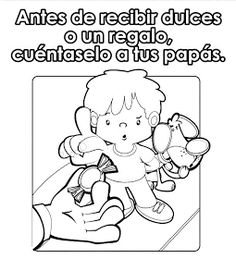 Antes de recibir dulces
o un regalo,
cuéntaselo a tus papás.